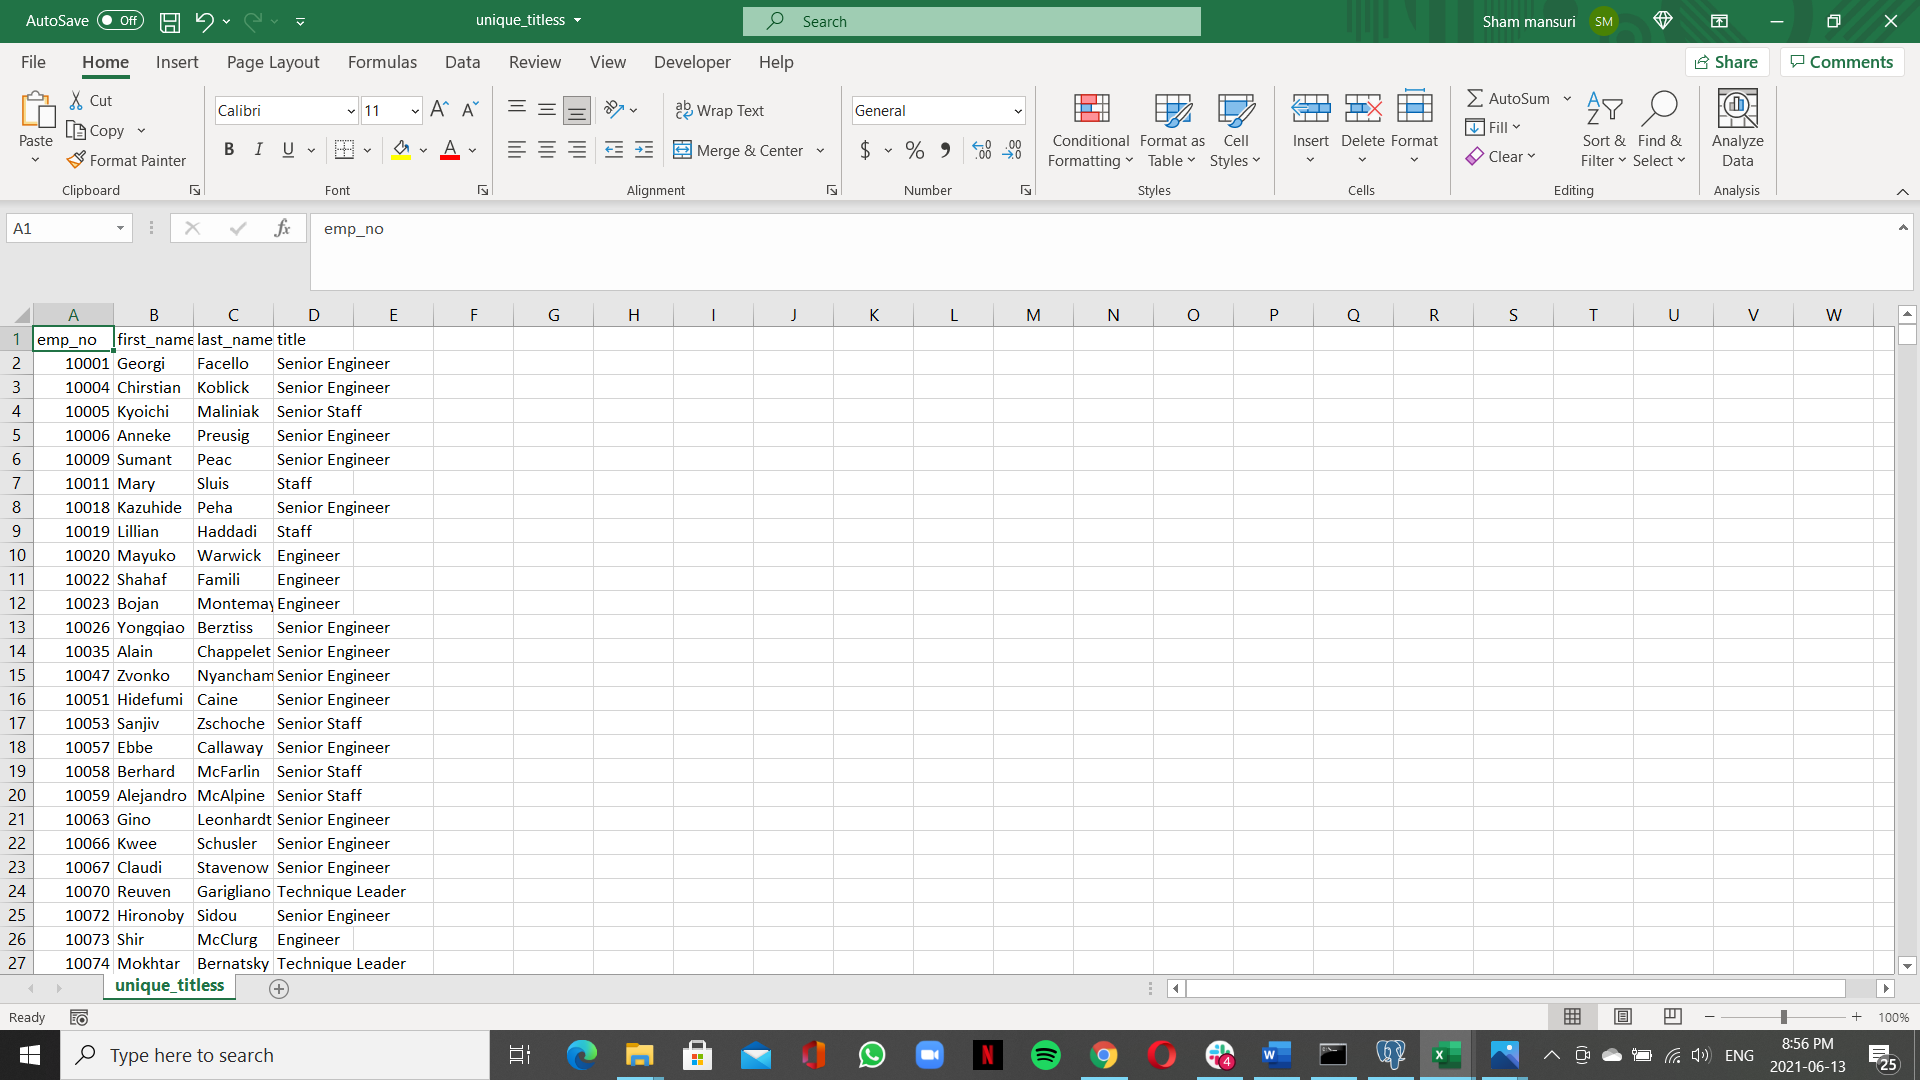 AutoSave Off unique_titless Search Sham mansuri SM
File Home Insert Page Layout Formulas Data Review View Developer Help Share Comments
Paste Cut Copy Format Painter Clipboard
Calibri 11 A A B I U A Font
Wrap Text Merge & Center Alignment
General $ % Number
Conditional Formatting Format as Table Cell Styles Styles
Insert Delete Format Cells
AutoSum Fill Clear Sort & Filter Find & Select Editing
Analyze Data Analysis
A1 fx emp_no
A B C D E F G H I J K L M N O P Q R S T U V W
1 emp_no first_name last_name title
2 10001 Georgi Facello Senior Engineer
3 10004 Chirstian Koblick Senior Engineer
4 10005 Kyoichi Maliniak Senior Staff
5 10006 Anneke Preusig Senior Engineer
6 10009 Sumant Peac Senior Engineer
7 10011 Mary Sluis Staff
8 10018 Kazuhide Peha Senior Engineer
9 10019 Lillian Haddadi Staff
10 10020 Mayuko Warwick Engineer
11 10022 Shahaf Famili Engineer
12 10023 Bojan Montemay Engineer
13 10026 Yongqiao Berztiss Senior Engineer
14 10035 Alain Chappelet Senior Engineer
15 10047 Zvonko Nyancham Senior Engineer
16 10051 Hidefumi Caine Senior Engineer
17 10053 Sanjiv Zschoche Senior Staff
18 10057 Ebbe Callaway Senior Engineer
19 10058 Berhard McFarlin Senior Staff
20 10059 Alejandro McAlpine Senior Staff
21 10063 Gino Leonhardt Senior Engineer
22 10066 Kwee Schusler Senior Engineer
23 10067 Claudi Stavenow Senior Engineer
24 10070 Reuven Garigliano Technique Leader
25 10072 Hironoby Sidou Senior Engineer
26 10073 Shir McClurg Engineer
27 10074 Mokhtar Bernatsky Technique Leader
unique_titless
Ready 100%
Type here to search 4 ENG 8:56 PM 2021-06-13 25